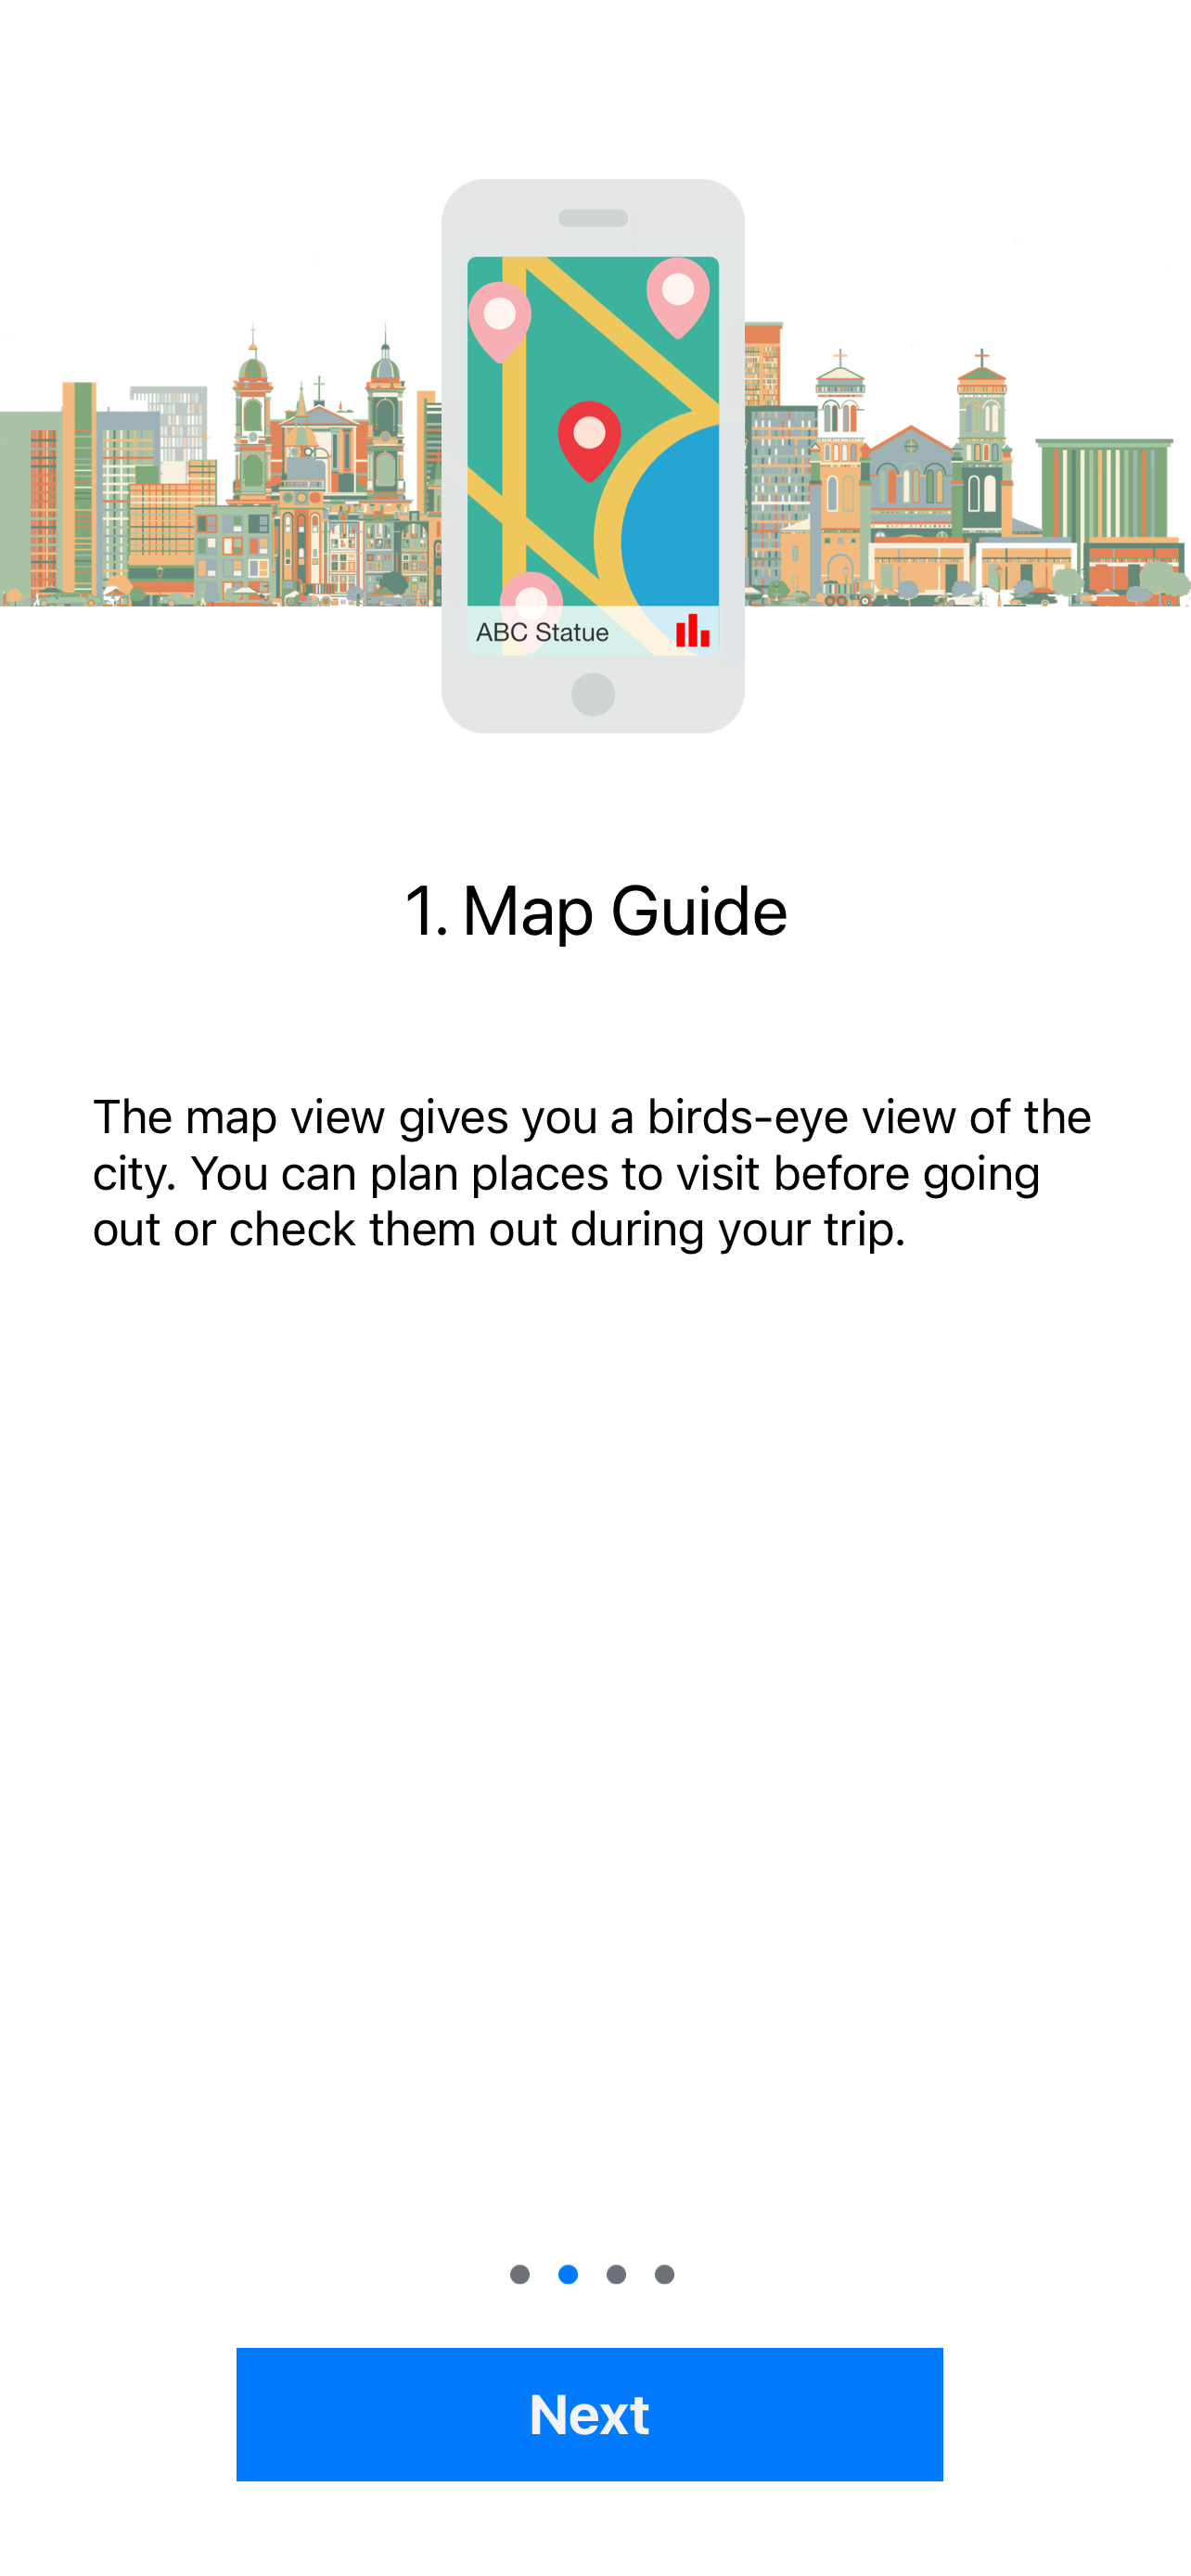 ABC Statue
1. Map Guide
The map view gives you a birds-eye view of the
city. You can plan places to visit before going
out or check them out during your trip.
Next